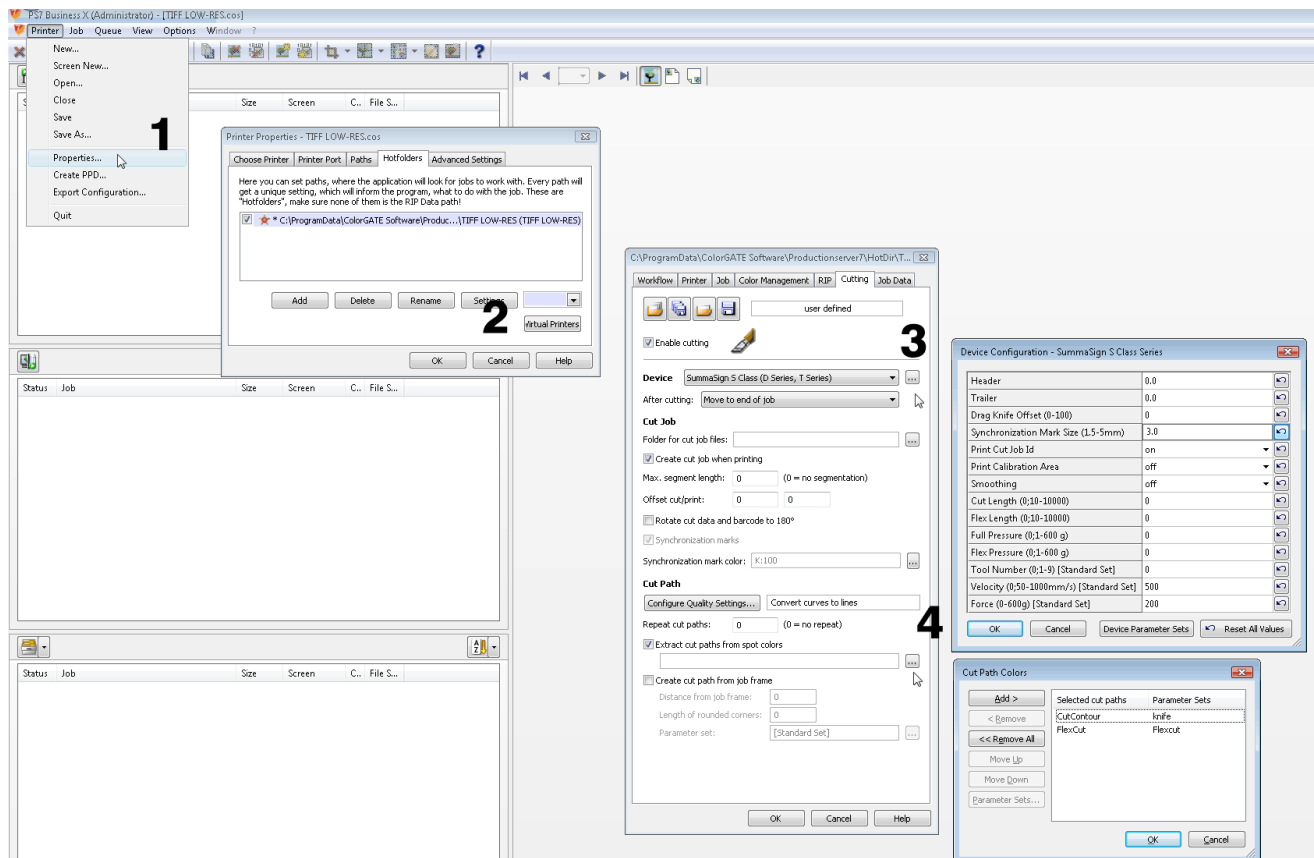 PS7 Business X (Administrator) - [TIFF LOW-RES.cos]
Printer Job Queue View Options Window ?
New...
Screen New...
Open...
Close
Save
Save As...
Properties...
Create PPD...
Export Configuration...
Quit
1
Size Screen C.. File S...
Printer Properties - TIFF LOW-RES.cos
Choose Printer Printer Port Paths Hotfolders Advanced Settings
Here you can set paths, where the application will look for jobs to work with. Every path will
get a unique setting, which will inform the program, what to do with the job. These are
"Hotfolders", make sure none of them is the RIP Data path!
* C:\ProgramData\ColorGATE Software\Produc...\TIFF LOW-RES (TIFF LOW-RES)
Add Delete Rename Settings
2
Virtual Printers
OK Cancel Help
Status Job Size Screen C.. File S...
Status Job Size Screen C.. File S...
C:\ProgramData\ColorGATE Software\Productionserver7\HotDir\T...
Workflow Printer Job Color Management RIP Cutting Job Data
user defined
Enable cutting
3
Device SummaSign S Class (D Series, T Series) ...
After cutting: Move to end of job
Cut Job
Folder for cut job files: ...
Create cut job when printing
Max. segment length: 0 (0 = no segmentation)
Offset cut/print: 0 0
Rotate cut data and barcode to 180°
Synchronization marks
Synchronization mark color: K:100 ...
Cut Path
Configure Quality Settings... Convert curves to lines
Repeat cut paths: 0 (0 = no repeat)
4
Extract cut paths from spot colors
...
Create cut path from job frame
Distance from job frame: 0
Length of rounded corners: 0
Parameter set: [Standard Set] ...
OK Cancel Help
Device Configuration - SummaSign S Class Series
Header 0.0
Trailer 0.0
Drag Knife Offset (0-100) 0
Synchronization Mark Size (1.5-5mm) 3.0
Print Cut Job Id on
Print Calibration Area off
Smoothing off
Cut Length (0;10-10000) 0
Flex Length (0;10-10000) 0
Full Pressure (0;1-600 g) 0
Flex Pressure (0;1-600 g) 0
Tool Number (0;1-9) [Standard Set] 0
Velocity (0;50-1000mm/s) [Standard Set] 500
Force (0-600g) [Standard Set] 200
OK Cancel Device Parameter Sets Reset All Values
Cut Path Colors
Add > Selected cut paths Parameter Sets
< Remove CutContour knife
<< Remove All FlexCut Flexcut
Move Up
Move Down
Parameter Sets...
OK Cancel